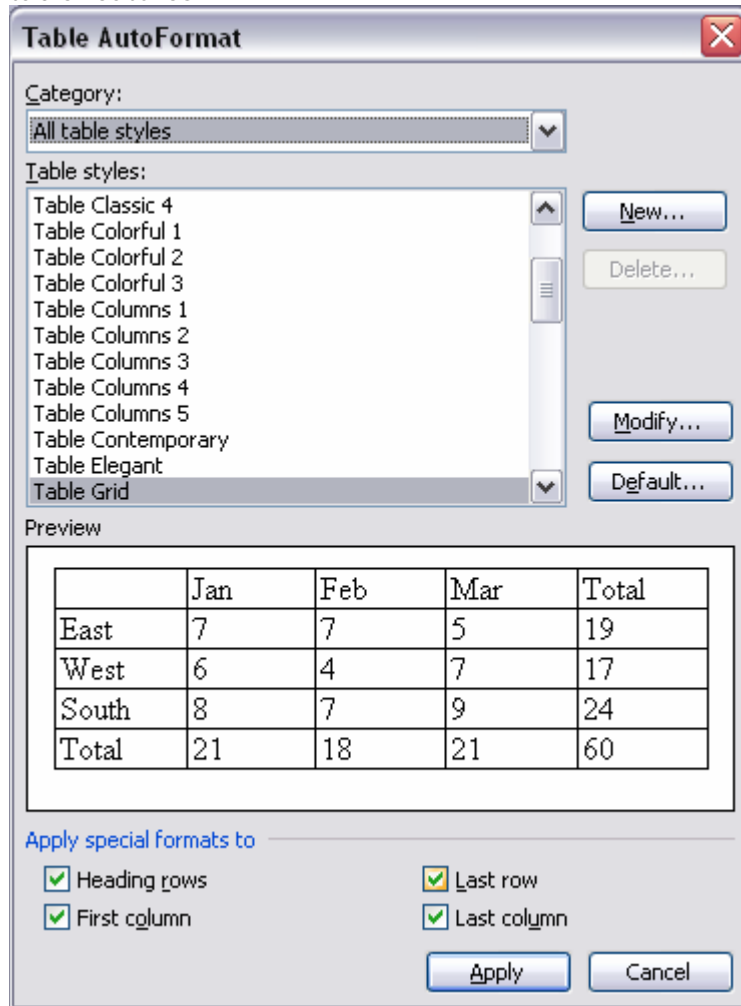 Table AutoFormat
Category:
All table styles
Table styles:
Table Classic 4
Table Colorful 1
Table Colorful 2
Table Colorful 3
Table Columns 1
Table Columns 2
Table Columns 3
Table Columns 4
Table Columns 5
Table Contemporary
Table Elegant
Table Grid
New...
Delete...
Modify...
Default...
Preview
Jan Feb Mar Total
East 7 7 5 19
West 6 4 7 17
South 8 7 9 24
Total 21 18 21 60
Apply special formats to
Heading rows Last row
First column Last column
Apply Cancel